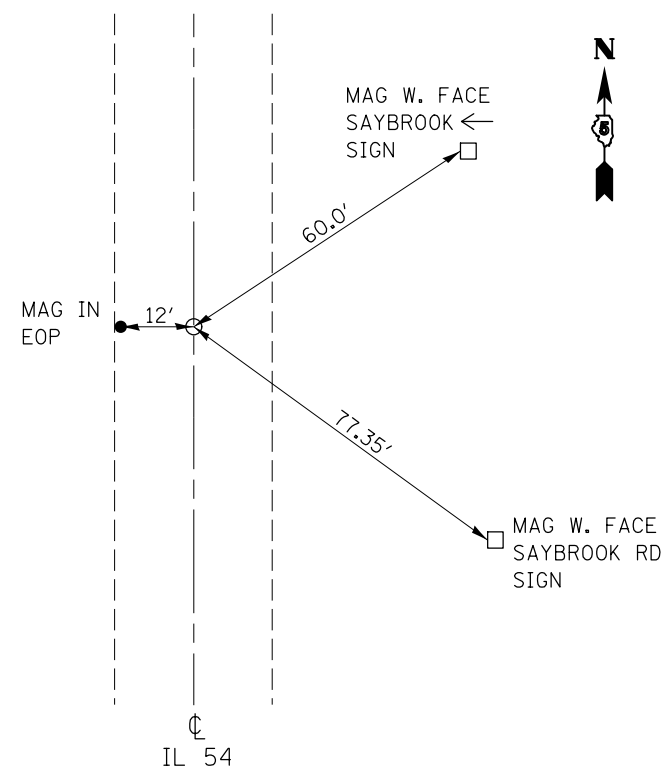 N
5
MAG W. FACE
SAYBROOK ←
SIGN
60.0'
MAG IN
EOP
12'
77.35'
MAG W. FACE
SAYBROOK RD
SIGN
℄
IL 54